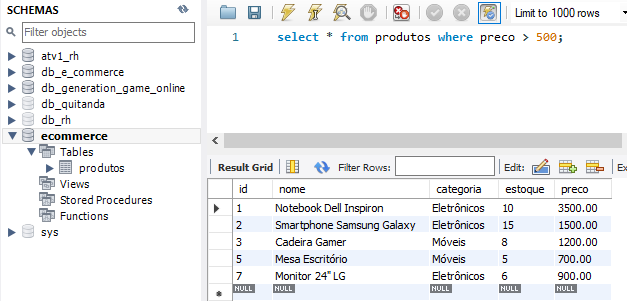 SCHEMAS
Filter objects
atv1_rh
db_e_commerce
db_generation_game_online
db_quitanda
db_rh
ecommerce
Tables
produtos
Views
Stored Procedures
Functions
sys
Limit to 1000 rows
1 select * from produtos where preco > 500;
Result Grid Filter Rows: Edit: Ex
id nome categoria estoque preco
1 Notebook Dell Inspiron Eletrônicos 10 3500.00
2 Smartphone Samsung Galaxy Eletrônicos 15 1500.00
3 Cadeira Gamer Móveis 8 1200.00
5 Mesa Escritório Móveis 5 700.00
7 Monitor 24" LG Eletrônicos 6 900.00
NULL NULL NULL NULL NULL